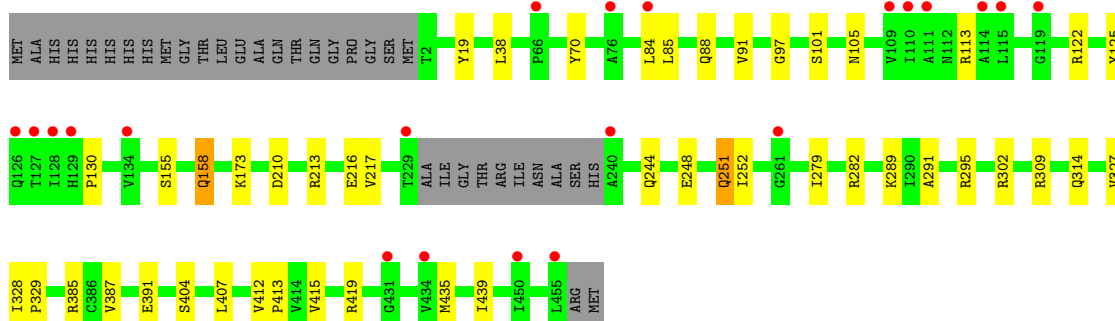 MET ALA HIS HIS HIS HIS HIS HIS MET GLY THR LEU GLU ALA GLN THR GLN GLY PRO GLY SER MET T2 Y19 L38 P66 Y70 A76 L84 L85 Q88 V91 G97 S101 N105 V109 I110 A111 N112 R113 A114 L115 G119 R122
Q126 T127 I128 H129 P130 V134 S155 Q158 K173 D210 R213 E216 V217 T229 ALA ILE GLY THR ARG ILE ASN ALA SER HIS A240 Q244 E248 Q251 I252 G261 I279 R282 K289 I290 A291 R295 R302 R309 Q314 V327
I328 P329 R385 C386 V387 E391 S404 L407 V412 P413 V414 V415 R419 G431 V434 M435 I439 I450 L455 ARG MET